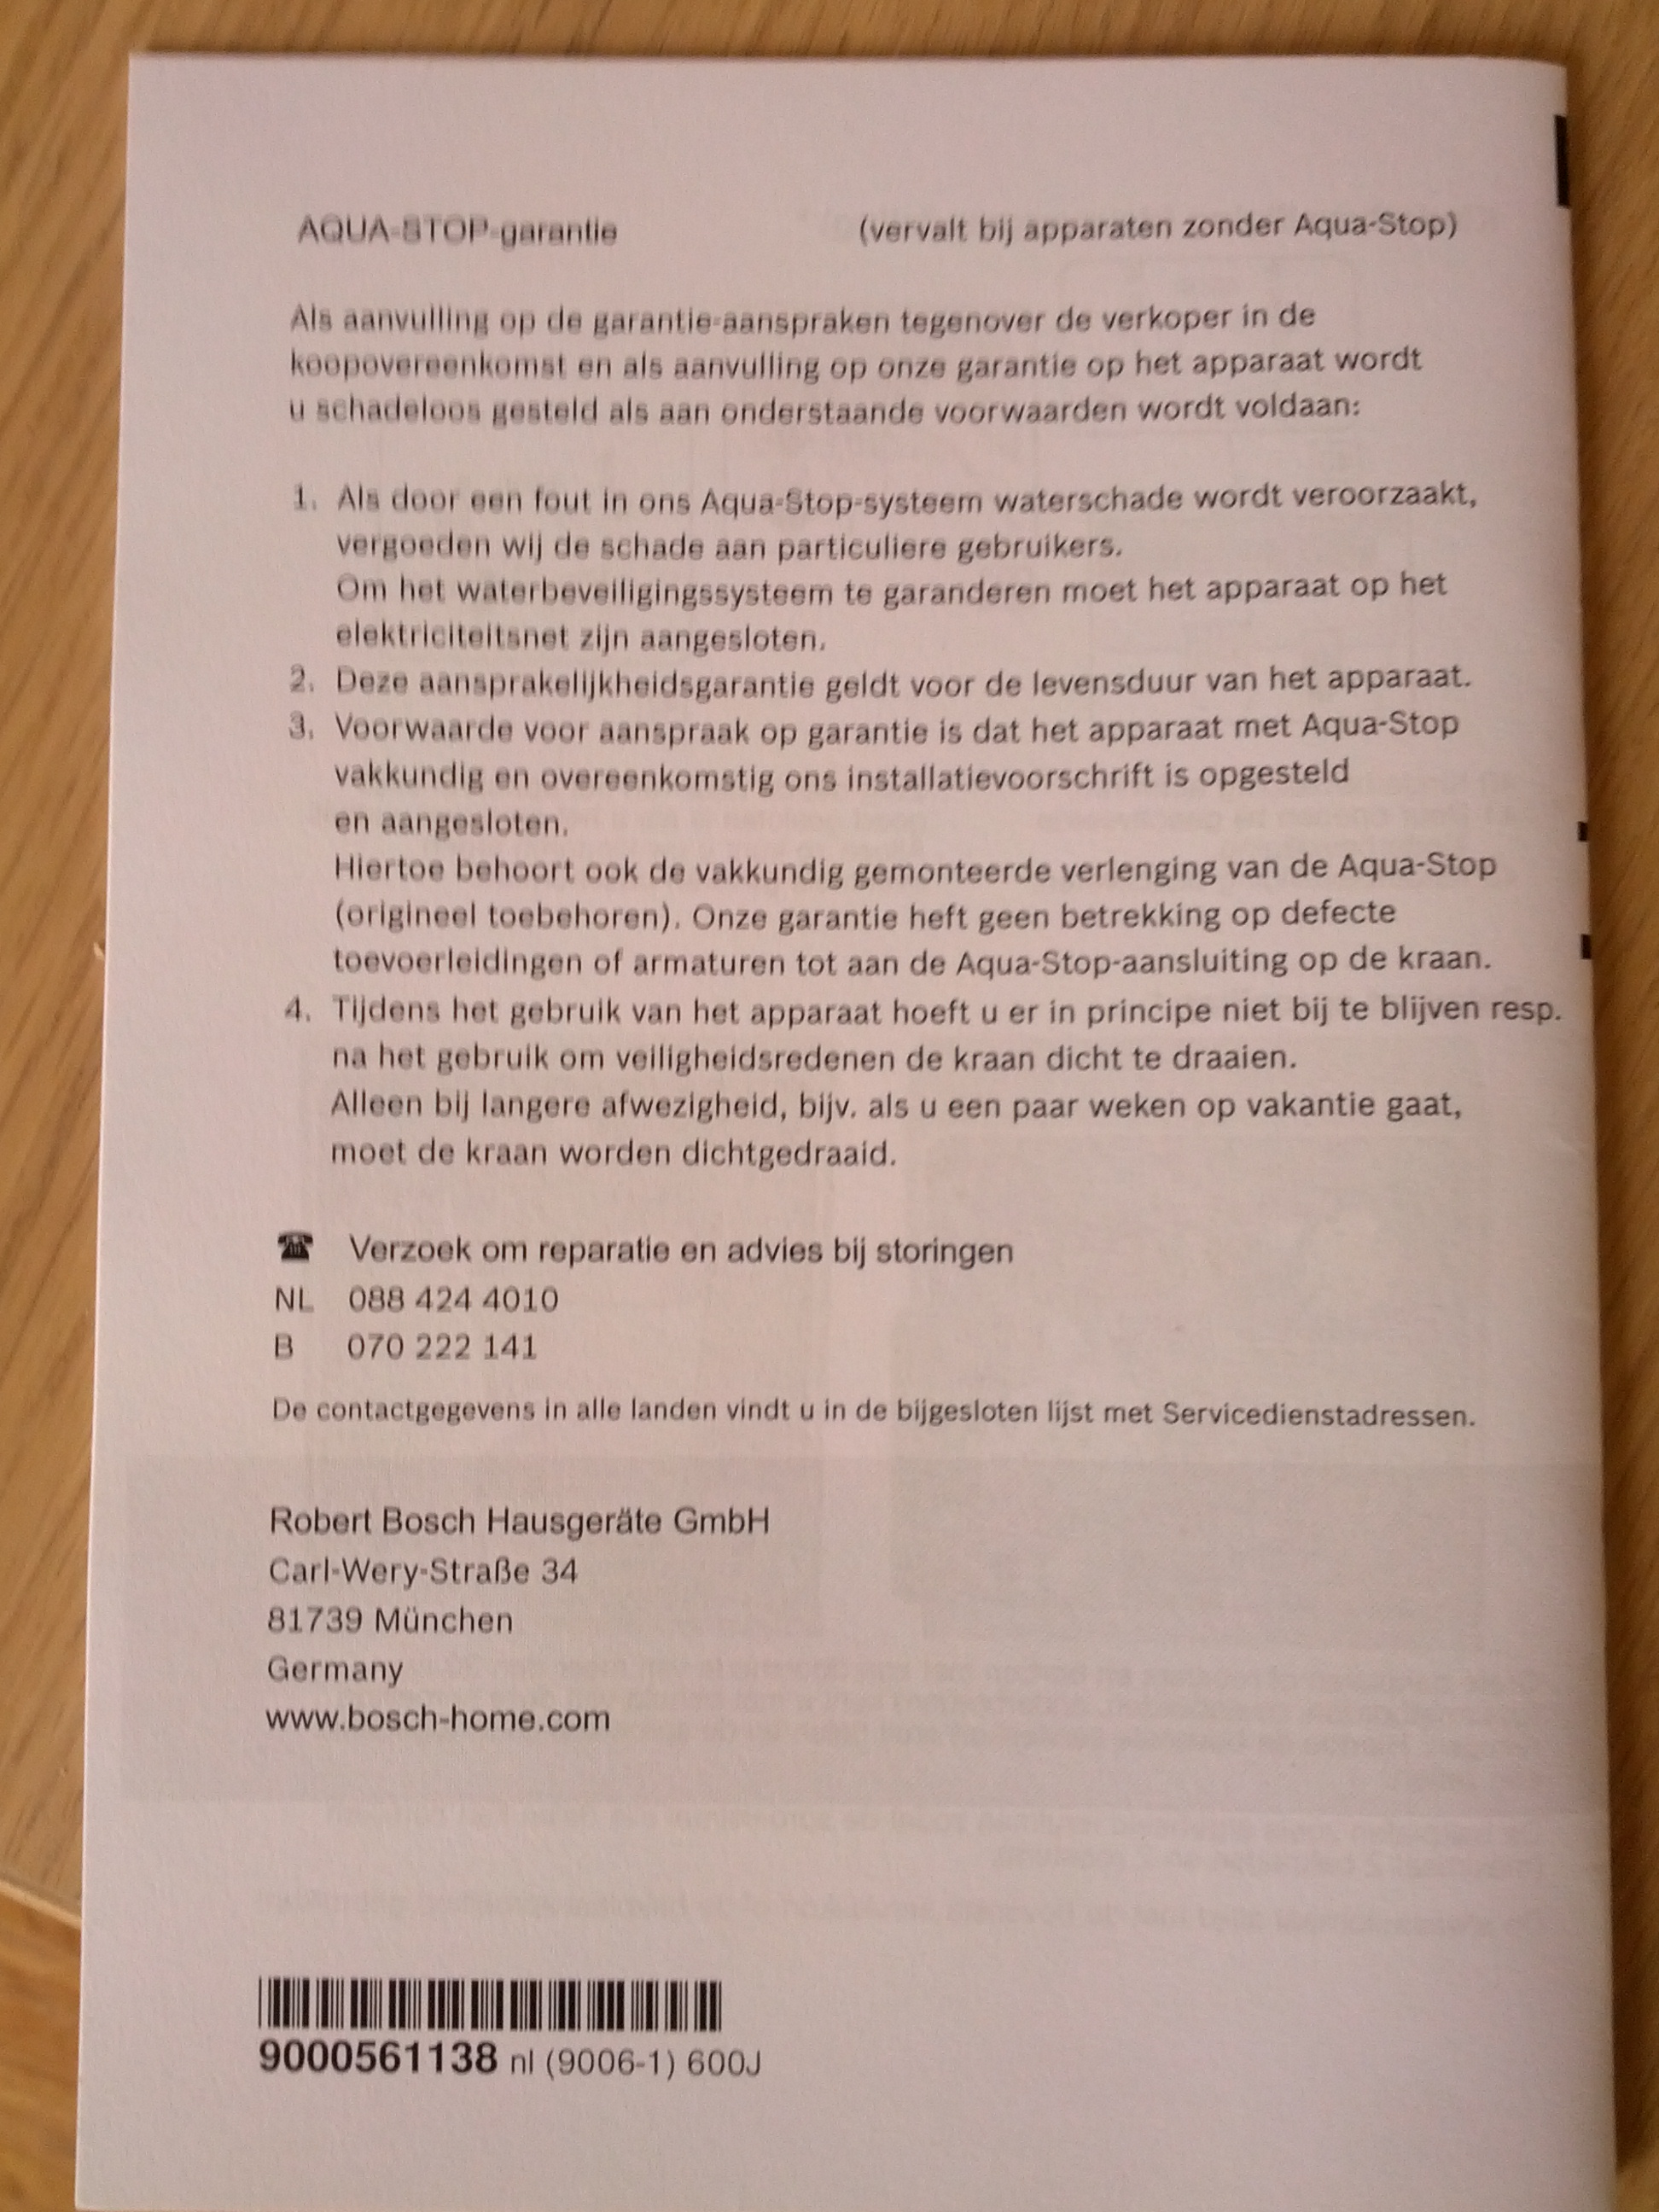 AQUA-STOP-garantie (vervalt bij apparaten zonder Aqua-Stop)
Als aanvulling op de garantie-aanspraken tegenover de verkoper in de
koopovereenkomst en als aanvulling op onze garantie op het apparaat wordt
u schadeloos gesteld als aan onderstaande voorwaarden wordt voldaan:
1. Als door een fout in ons Aqua-Stop-systeem waterschade wordt veroorzaakt,
vergoeden wij de schade aan particuliere gebruikers.
Om het waterbeveiligingssysteem te garanderen moet het apparaat op het
elektriciteitsnet zijn aangesloten.
2. Deze aansprakelijkheidsgarantie geldt voor de levensduur van het apparaat.
3. Voorwaarde voor aanspraak op garantie is dat het apparaat met Aqua-Stop
vakkundig en overeenkomstig ons installatievoorschrift is opgesteld
en aangesloten.
Hiertoe behoort ook de vakkundig gemonteerde verlenging van de Aqua-Stop
(origineel toebehoren). Onze garantie heft geen betrekking op defecte
toevoerleidingen of armaturen tot aan de Aqua-Stop-aansluiting op de kraan.
4. Tijdens het gebruik van het apparaat hoeft u er in principe niet bij te blijven resp.
na het gebruik om veiligheidsredenen de kraan dicht te draaien.
Alleen bij langere afwezigheid, bijv. als u een paar weken op vakantie gaat,
moet de kraan worden dichtgedraaid.
☎ Verzoek om reparatie en advies bij storingen
NL 088 424 4010
B 070 222 141
De contactgegevens in alle landen vindt u in de bijgesloten lijst met Servicedienstadressen.
Robert Bosch Hausgeräte GmbH
Carl-Wery-Straße 34
81739 München
Germany
www.bosch-home.com
9000561138 nl (9006-1) 600J